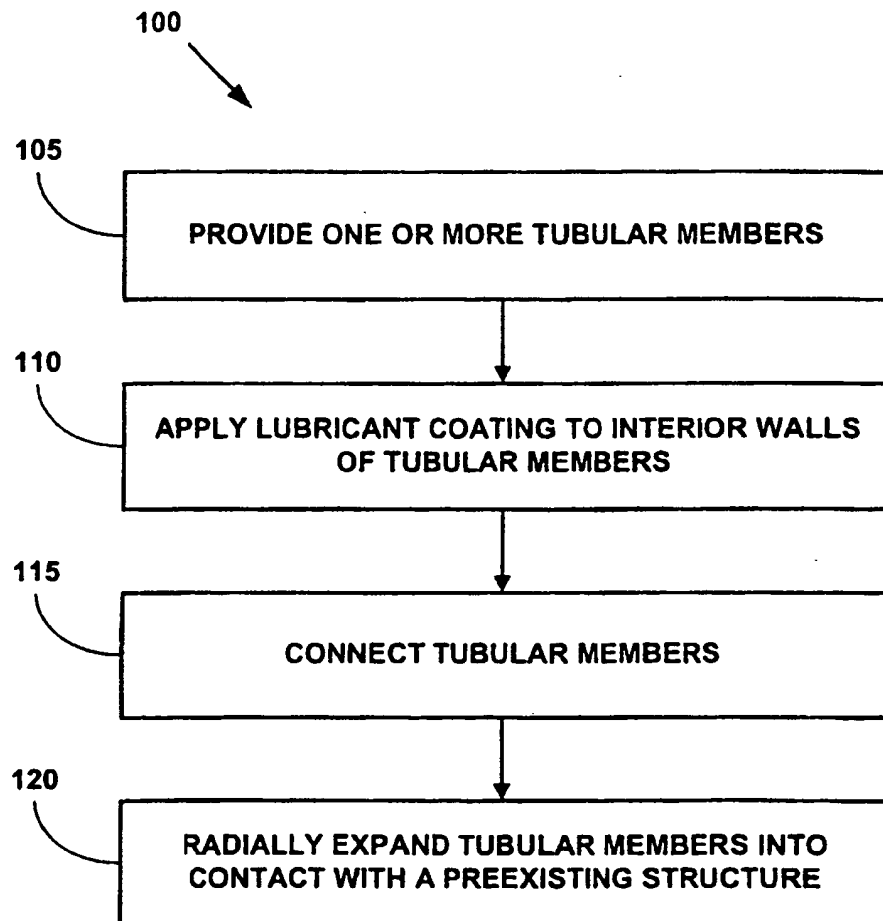 100
105
PROVIDE ONE OR MORE TUBULAR MEMBERS
110
APPLY LUBRICANT COATING TO INTERIOR WALLS
OF TUBULAR MEMBERS
115
CONNECT TUBULAR MEMBERS
120
RADIALLY EXPAND TUBULAR MEMBERS INTO
CONTACT WITH A PREEXISTING STRUCTURE